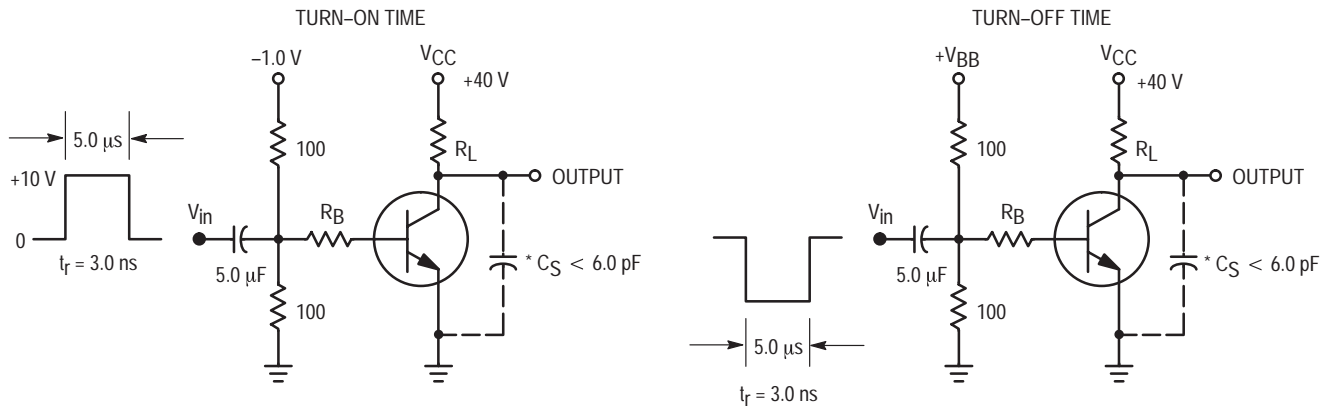 TURN–ON TIME
–1.0 V
VCC
+40 V
5.0 μs
100
RL
+10 V
OUTPUT
Vin
RB
0
tr = 3.0 ns
5.0 μF
* CS < 6.0 pF
100
TURN–OFF TIME
+VBB
VCC
+40 V
100
RL
OUTPUT
Vin
RB
5.0 μF
* CS < 6.0 pF
100
5.0 μs
tr = 3.0 ns